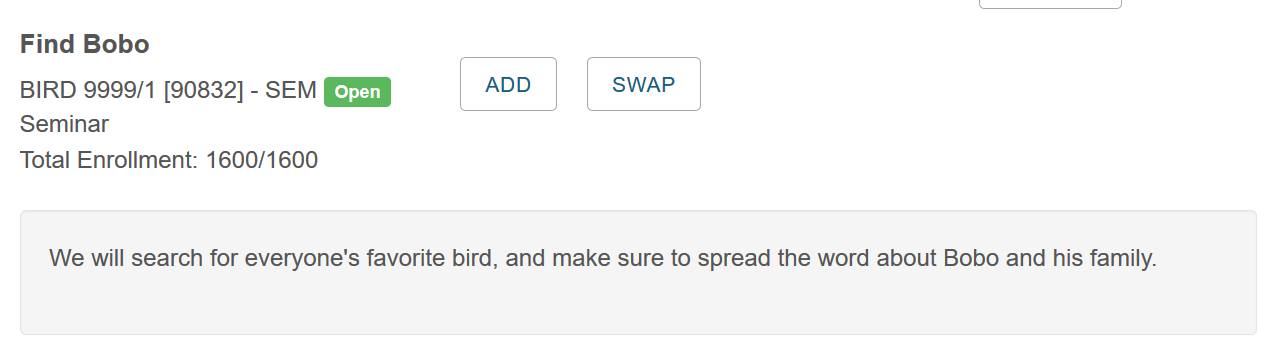 Find Bobo
BIRD 9999/1 [90832] - SEM Open
ADD
SWAP
Seminar
Total Enrollment: 1600/1600
We will search for everyone's favorite bird, and make sure to spread the word about Bobo and his family.